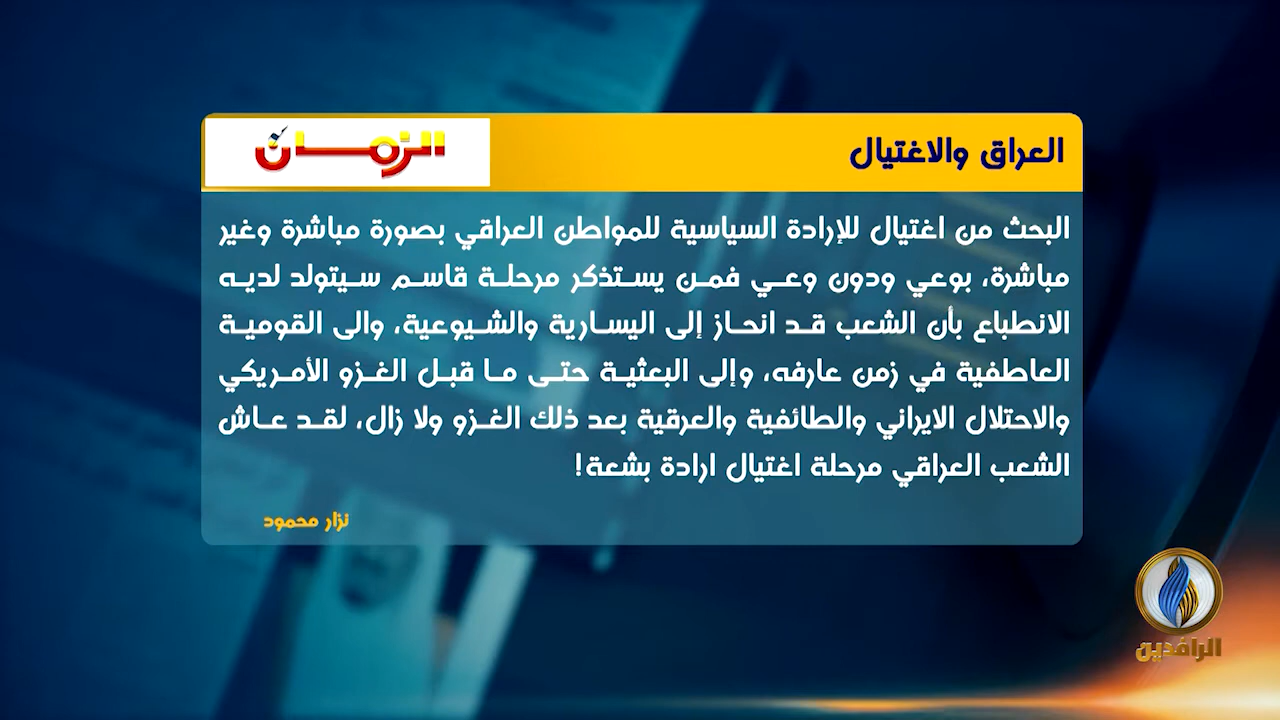 العراق والاغتيال
الزمان
البحث من اغتيال للإرادة السياسية للمواطن العراقي بصورة مباشرة وغير
مباشرة، بوعي ودون وعي فمن يستذكر مرحلة قاسم سيتولد لديه
الانطباع بأن الشعب قد انحاز إلى اليسارية والشيوعية، والى القومية
العاطفية في زمن عارفه، وإلى البعثية حتى ما قبل الغزو الأمريكي
والاحتلال الايراني والطائفية والعرقية بعد ذلك الغزو ولا زال، لقد عاش
الشعب العراقي مرحلة اغتيال ارادة بشعة!
نزار محمود
الرافدين